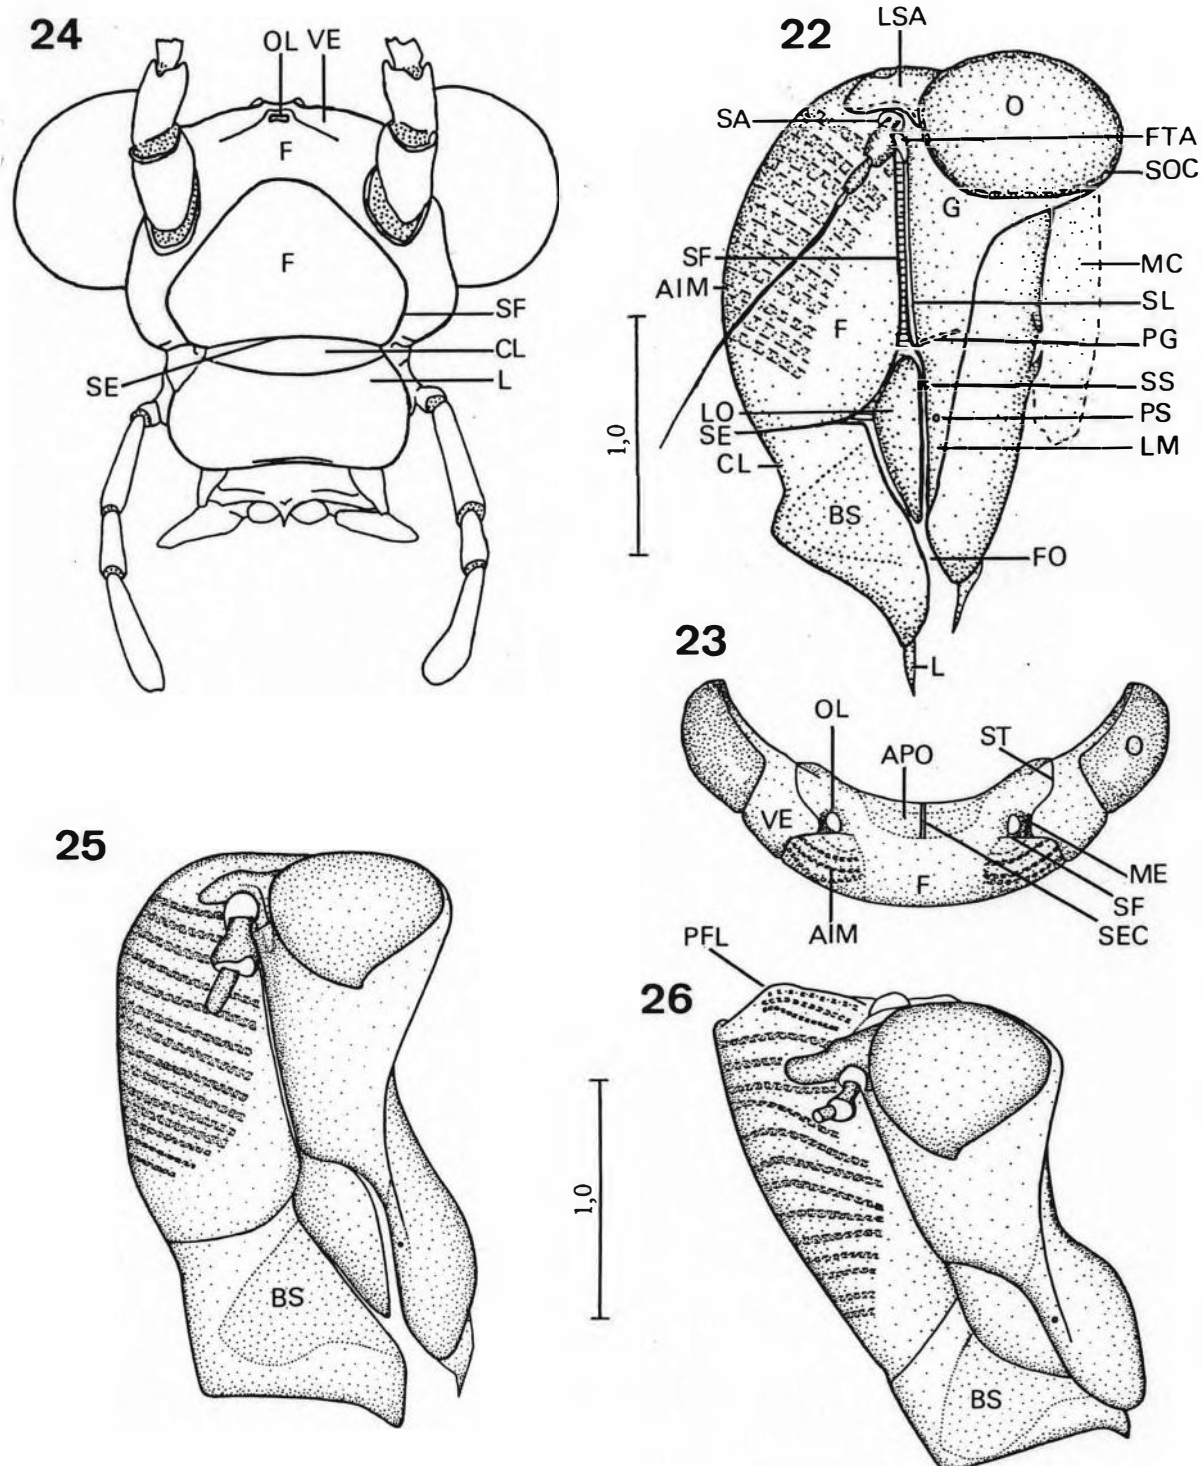 24
OL VE
F
F
SF
CL
L
SE
22
LSA
O
SA
FTA
SOC
G
SF
AIM
MC
SL
F
PG
SS
LO
PS
SE
LM
CL
BS
FO
L
1,0
23
OL
ST
APO
O
VE
ME
F
SF
AIM
SEC
25
BS
1,0
PFL
26
BS